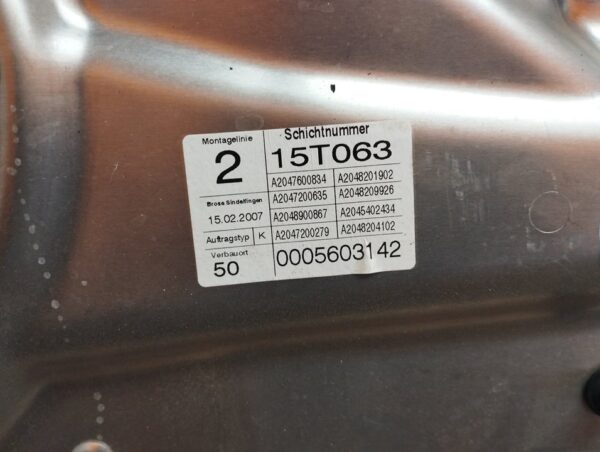 Montagelinie
2
Schichtnummer
15T063
A2047600834 A2048201902
A2047200635 A2048209926
A2048900867 A2045402434
A2047200279 A2048204102
Brose Sindelfingen
15.02.2007
Auftragstyp K
Verbauort
50
0005603142